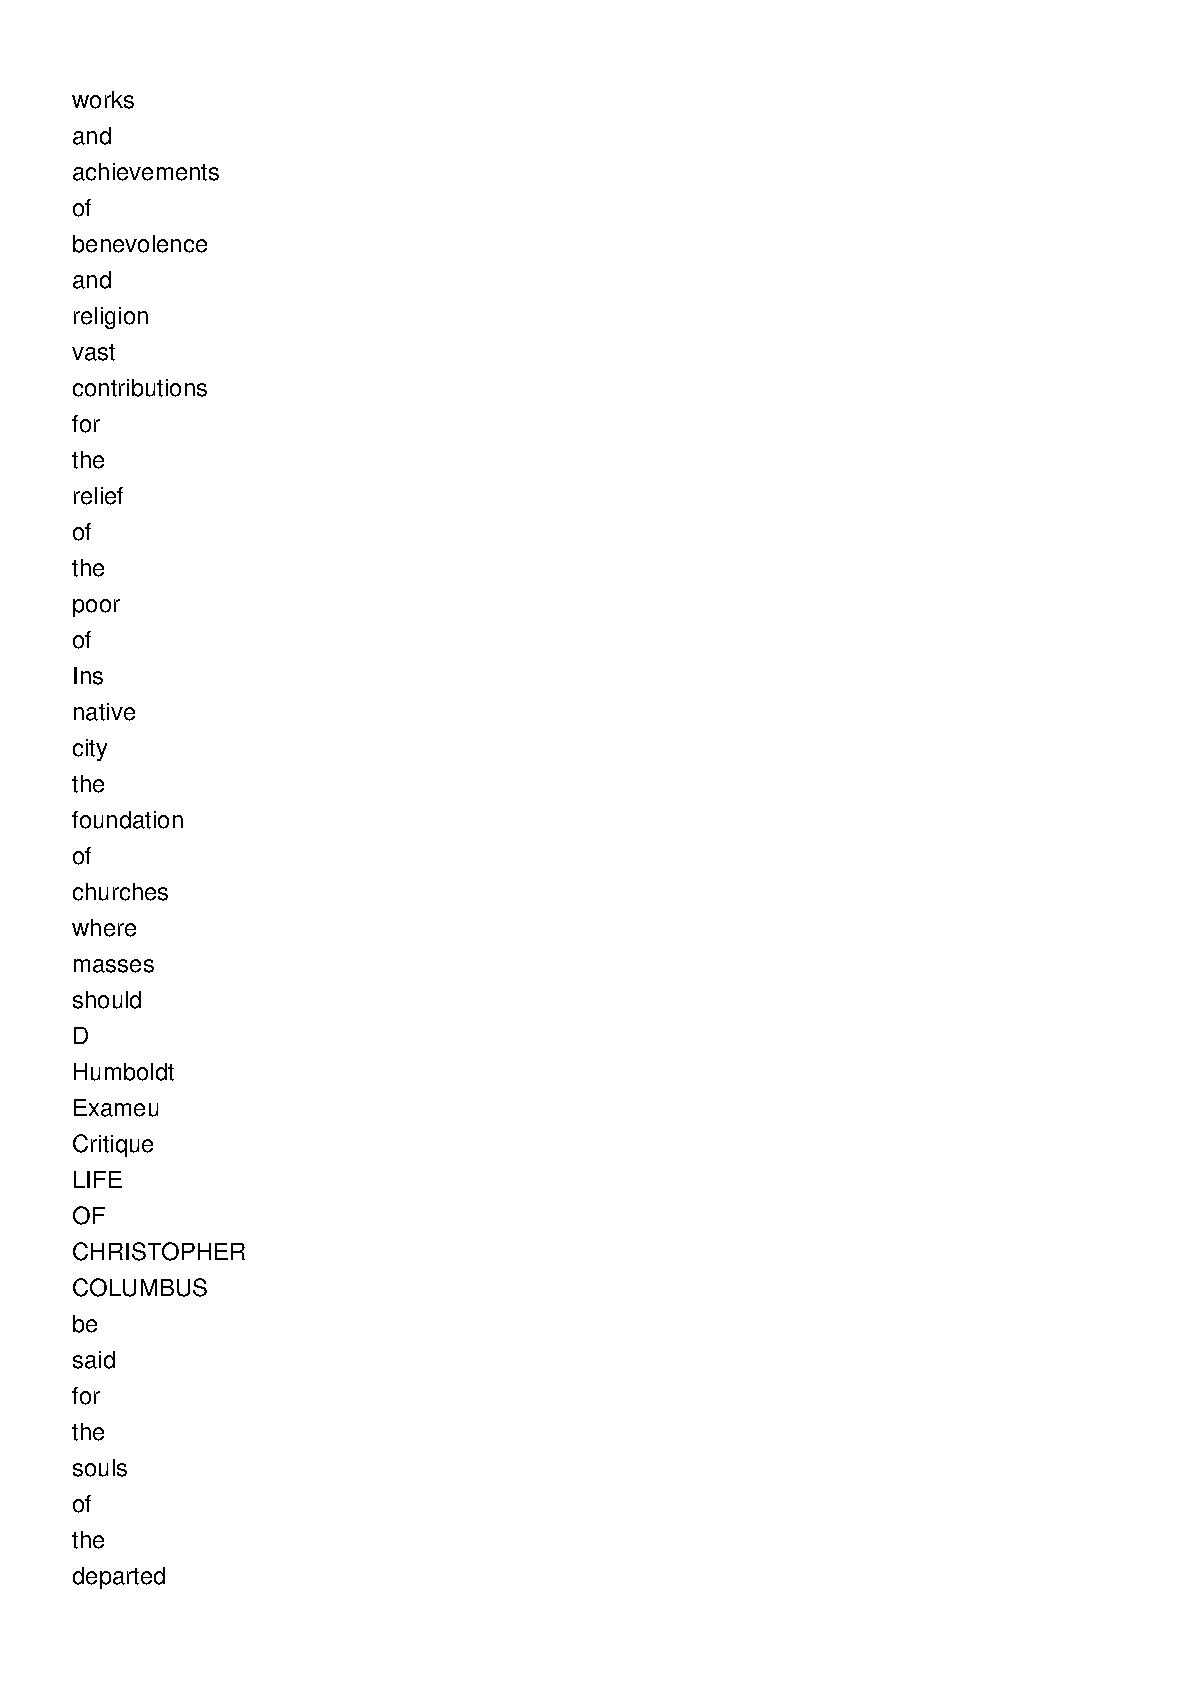 works
and
achievements
of
benevolence
and
religion
vast
contributions
for
the
relief
of
the
poor
of
Ins
native
city
the
foundation
of
churches
where
masses
should
D
Humboldt
Exameu
Critique
LIFE
OF
CHRISTOPHER
COLUMBUS
be
said
for
the
souls
of
the
departed